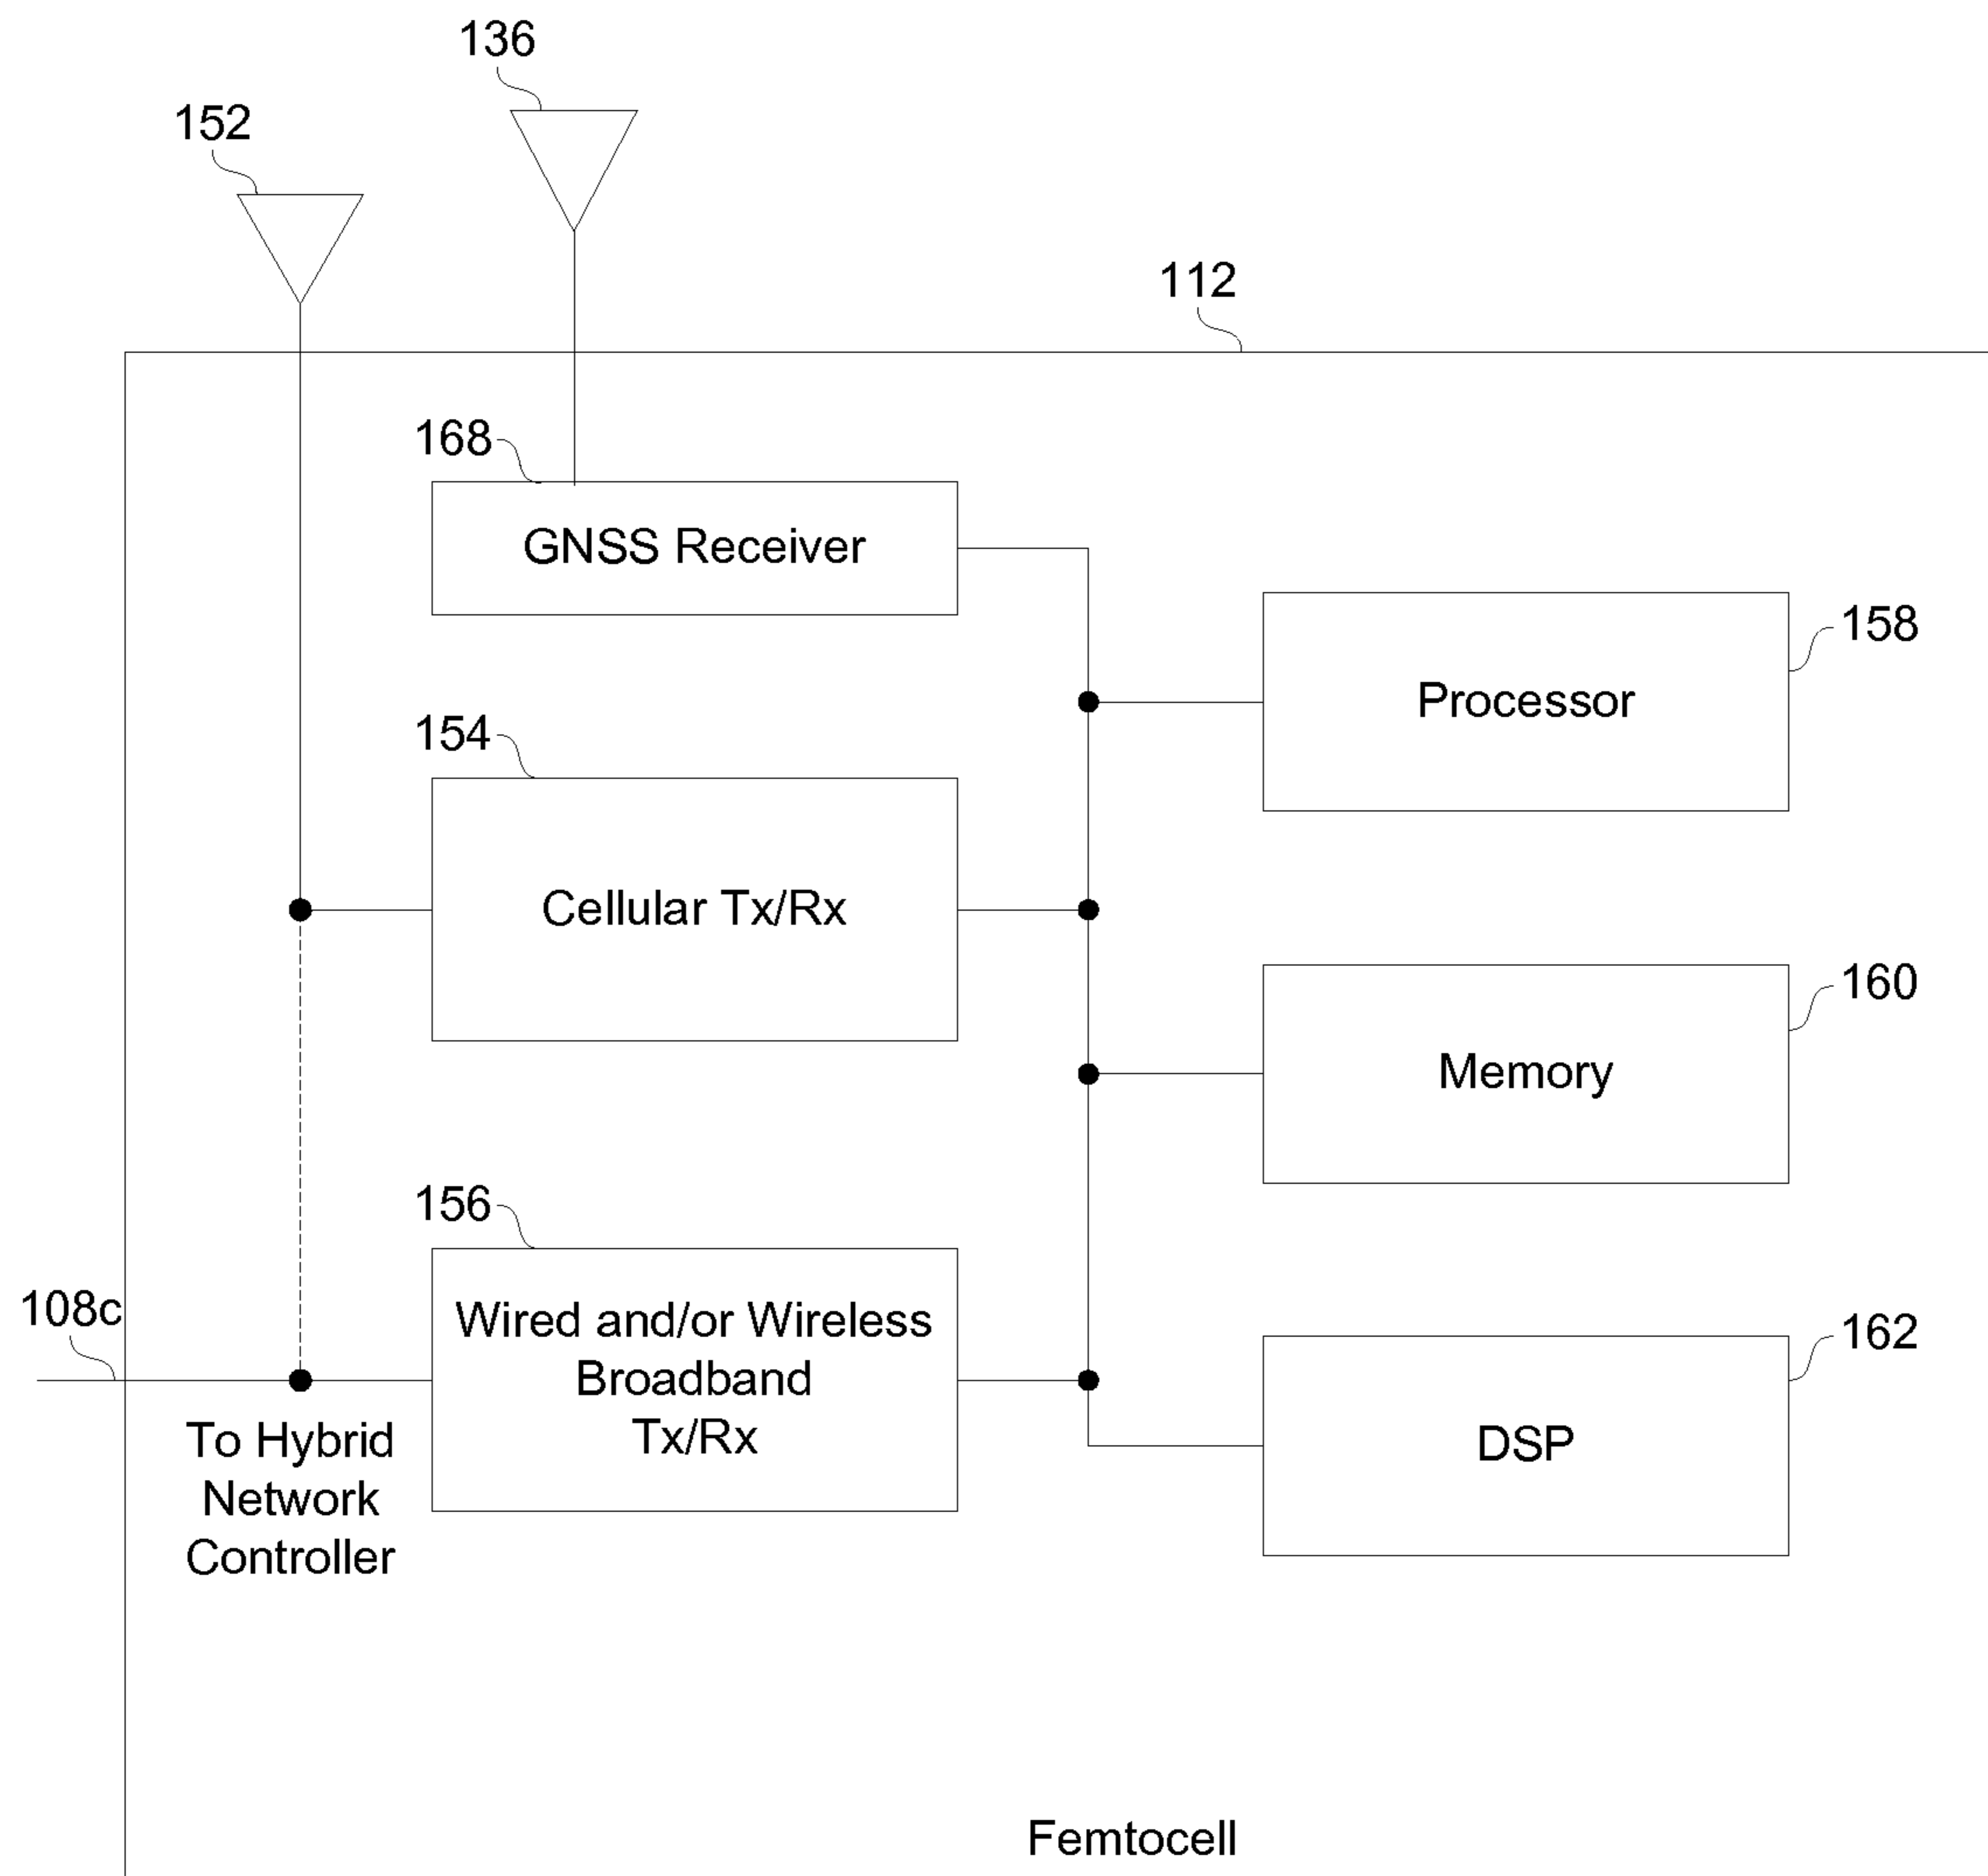 136
152
112
168
GNSS Receiver
158
Processor
154
Cellular Tx/Rx
160
Memory
156
108c
Wired and/or Wireless
Broadband
Tx/Rx
162
DSP
To Hybrid
Network
Controller
Femtocell